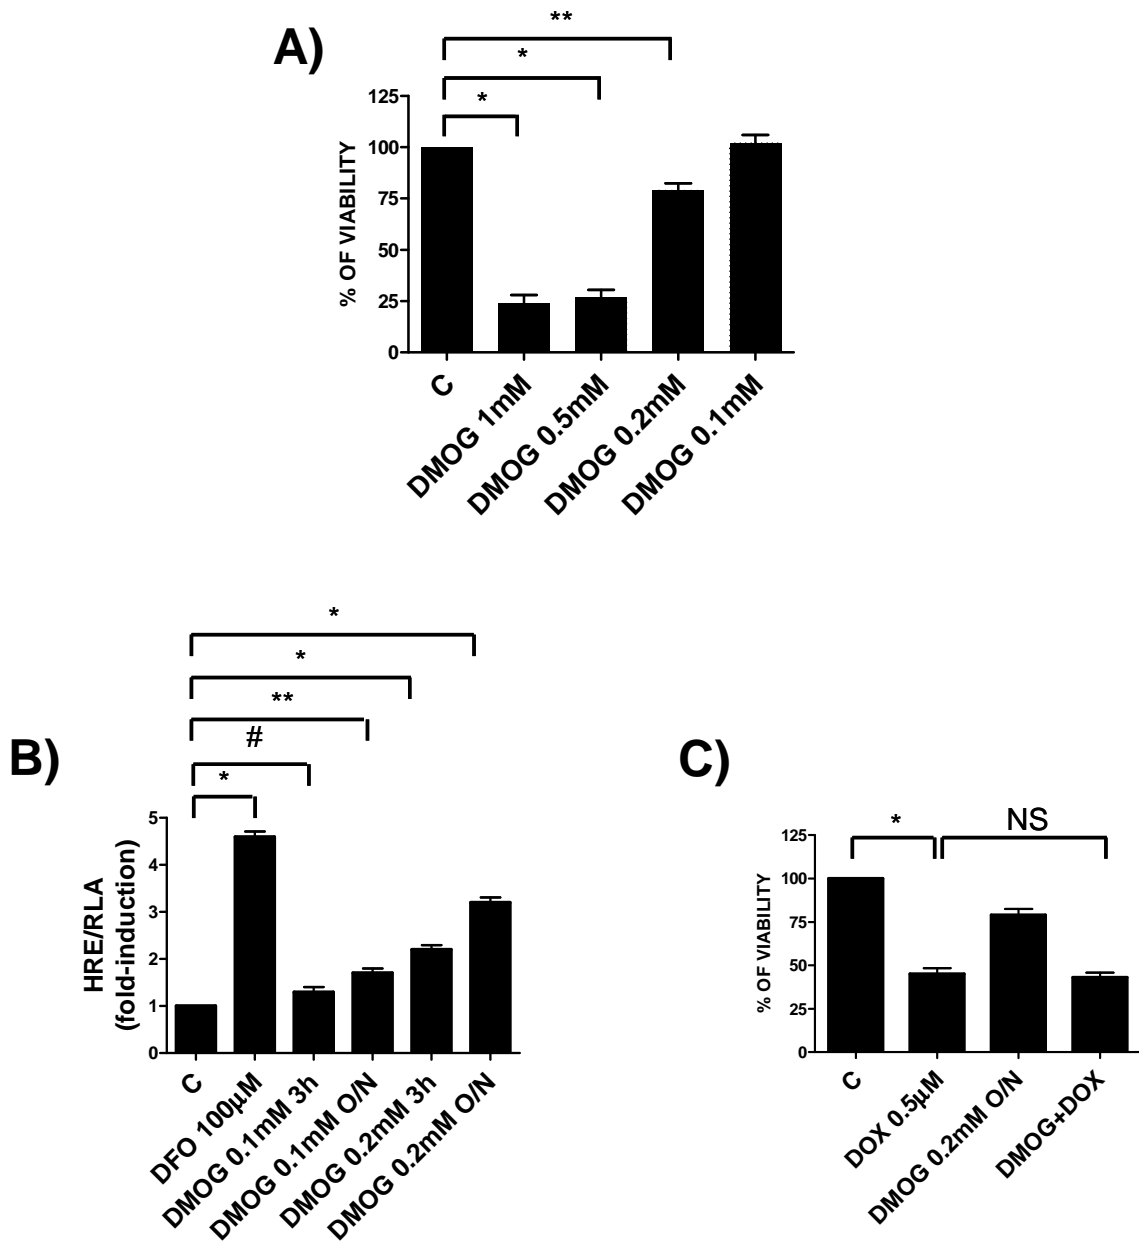 A)
**
*
*
% OF VIABILITY
125
100
75
50
25
0
C
DMOG 1mM
DMOG 0.5mM
DMOG 0.2mM
DMOG 0.1mM
B)
*
*
**
#
*
HRE/RLA
(fold-induction)
5
4
3
2
1
0
C
DFO 100μM
DMOG 0.1mM 3h
DMOG 0.1mM O/N
DMOG 0.2mM 3h
DMOG 0.2mM O/N
C)
*
NS
% OF VIABILITY
125
100
75
50
25
0
C
DOX 0.5μM
DMOG 0.2mM O/N
DMOG+DOX